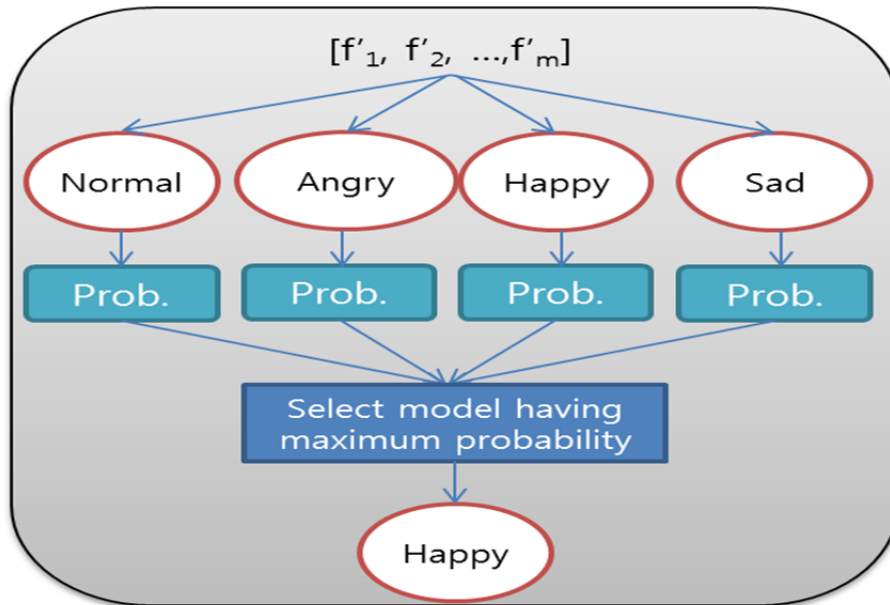 [f'1, f'2, ...,f'm]
Normal
Angry
Happy
Sad
Prob.
Prob.
Prob.
Prob.
Select model having
maximum probability
Happy